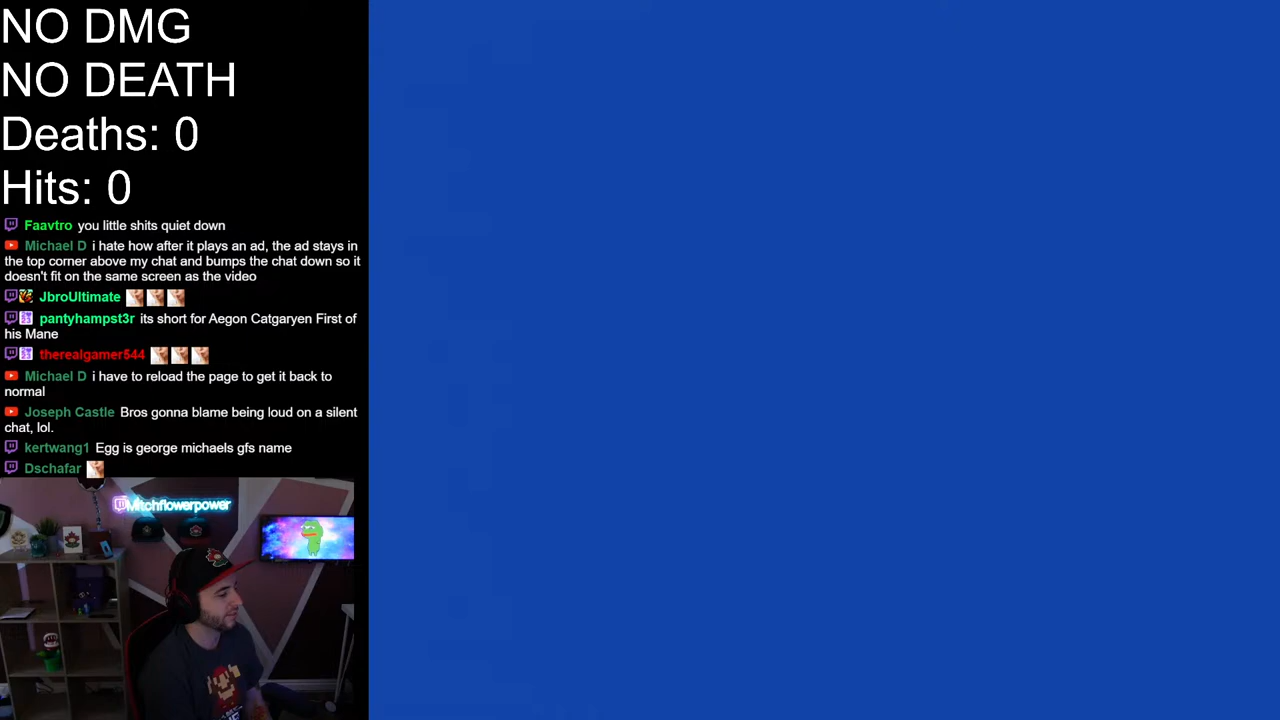 NO DMG
NO DEATH
Deaths: 0
Hits: 0
Faavtro you little shits quiet down
Michael D i hate how after it plays an ad, the ad stays in
the top corner above my chat and bumps the chat down so it
doesn't fit on the same screen as the video
JbroUltimate
pantyhampst3r its short for Aegon Catgaryen First of
his Mane
therealgamer544
Michael D i have to reload the page to get it back to
normal
Joseph Castle Bros gonna blame being loud on a silent
chat, lol.
kertwang1 Egg is george michaels gfs name
Dschafar
Mitchflowerpower